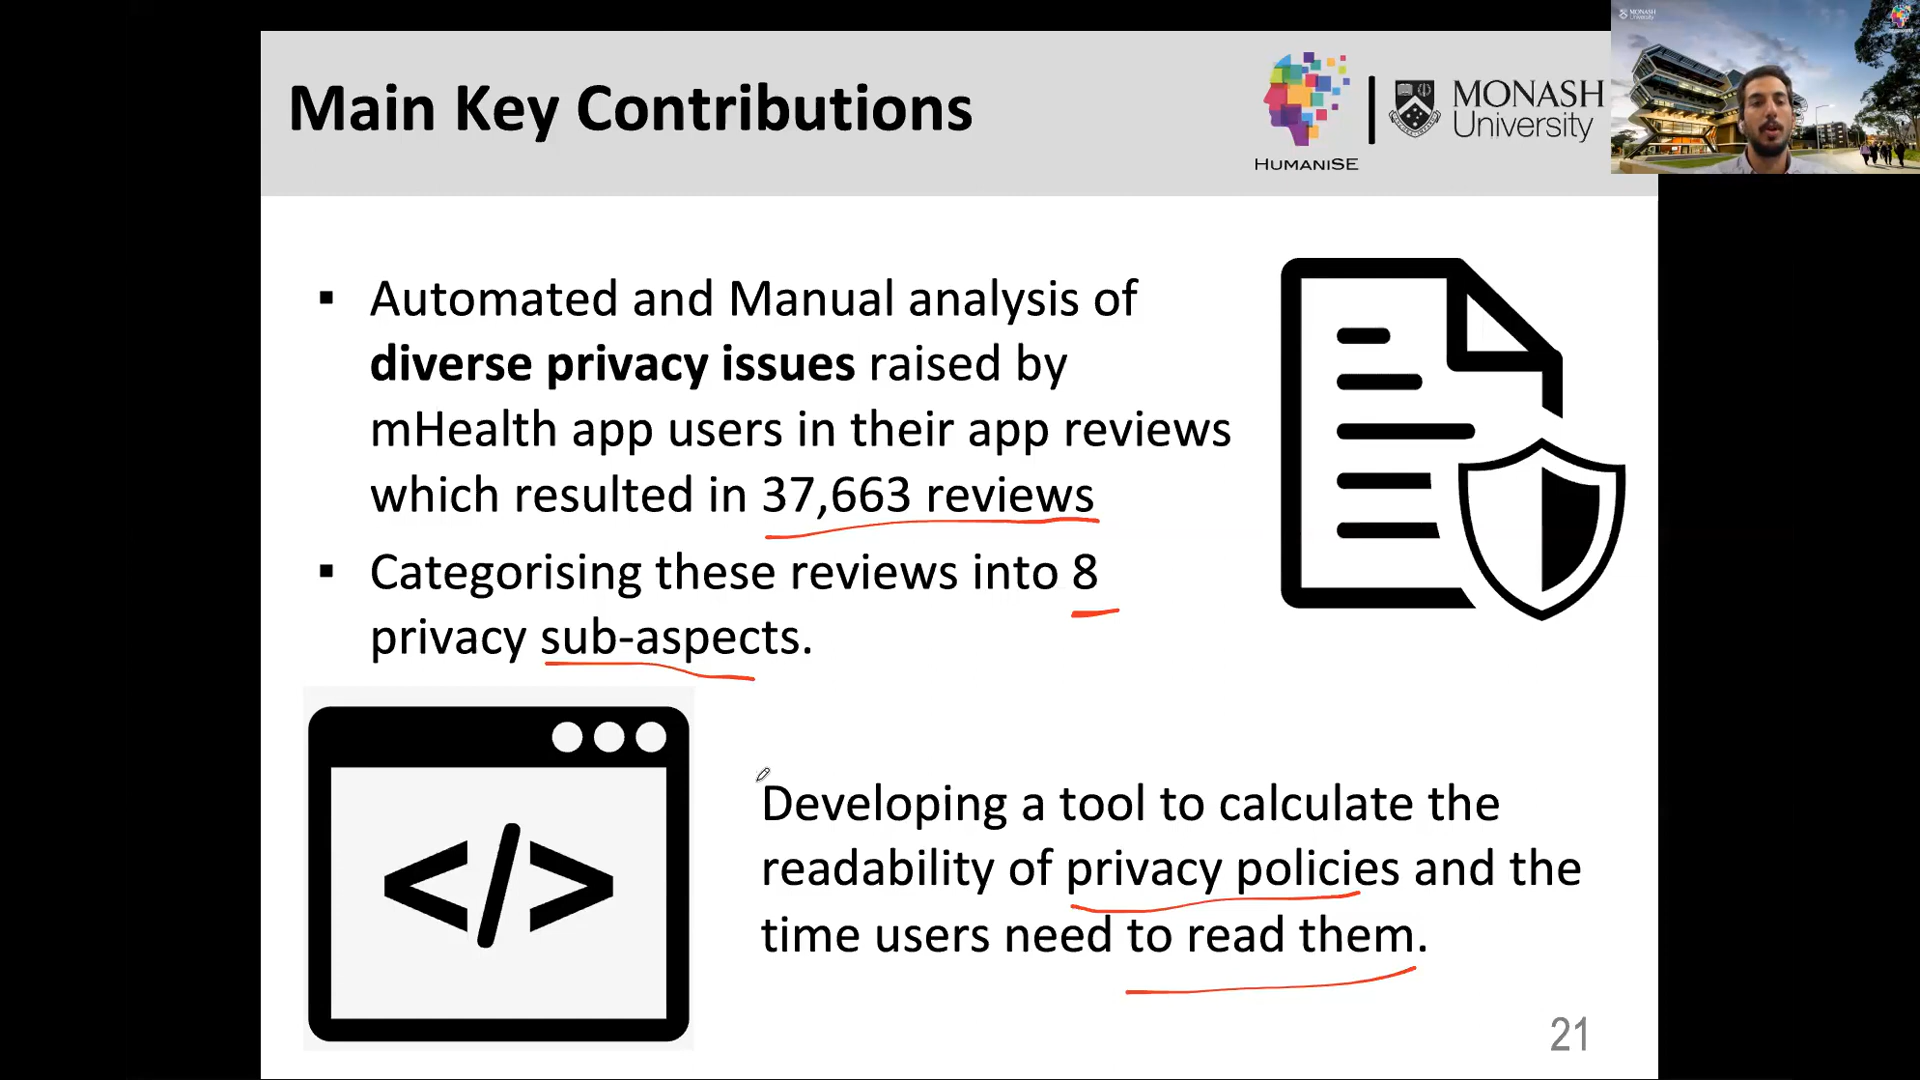 Main Key Contributions
HUMANISE
MONASH
University
MONASH
University
▪ Automated and Manual analysis of
diverse privacy issues raised by
mHealth app users in their app reviews
which resulted in 37,663 reviews
▪ Categorising these reviews into 8
privacy sub-aspects.
</>
Developing a tool to calculate the
readability of privacy policies and the
time users need to read them.
21